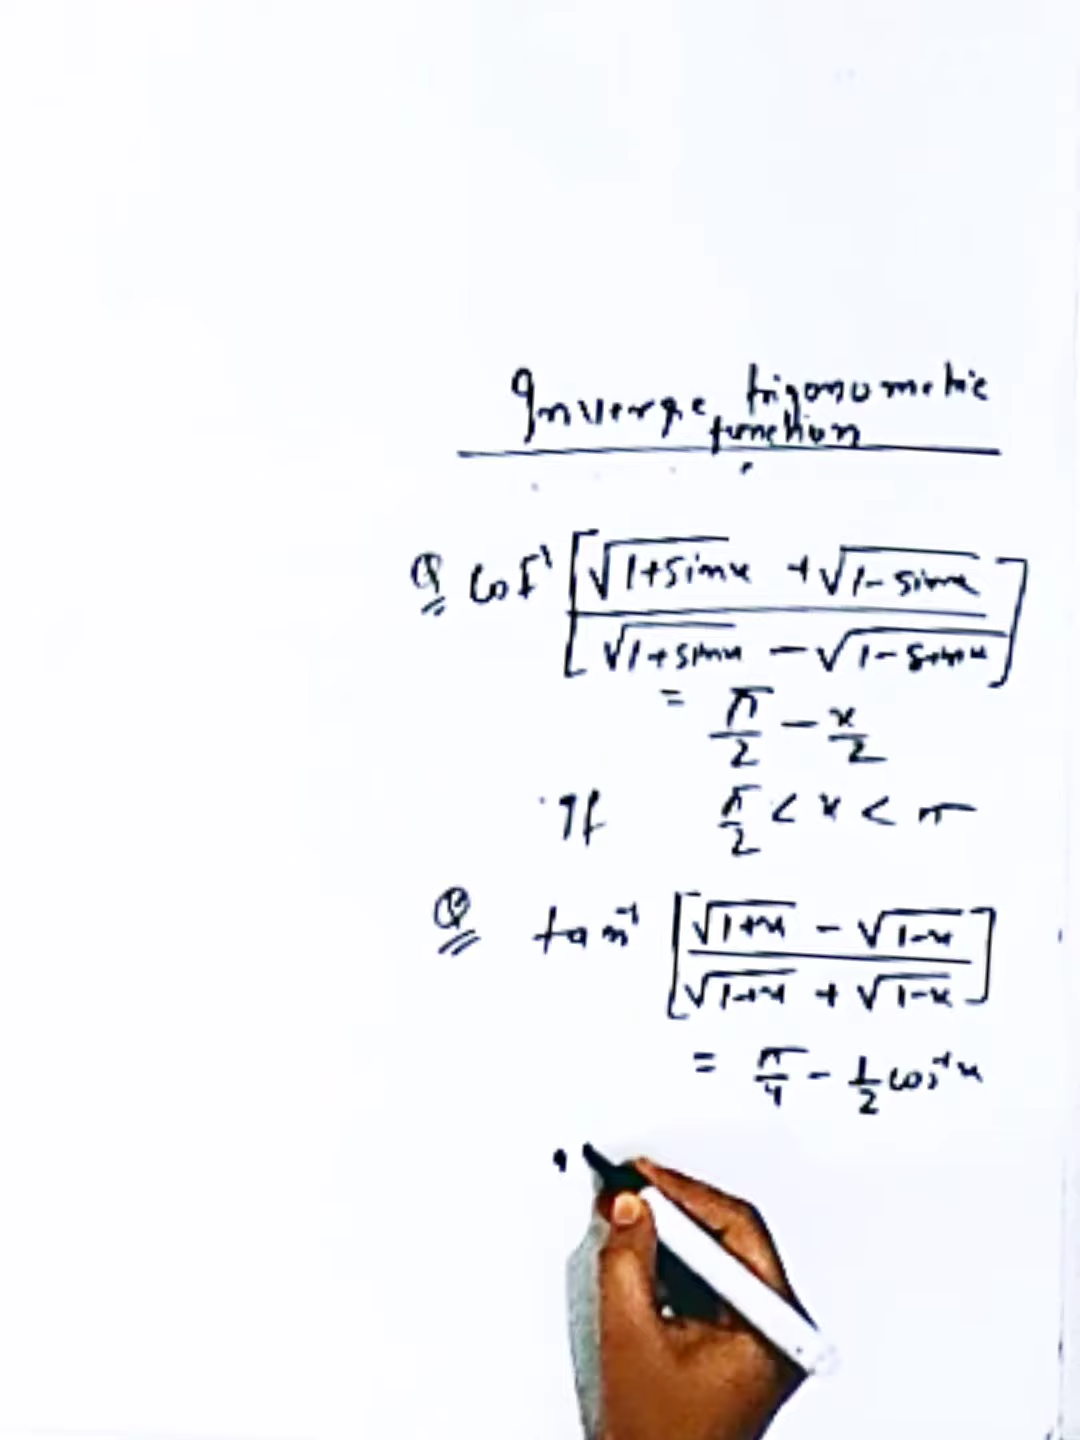 Inverse trigonometric
function
Q cot⁻¹ [ (√(1+sinx) + √(1-sinx)) / (√(1+sinx) - √(1-sinx)) ]
= π/2 - x/2
If π/2 < x < π
Q tan⁻¹ [ (√(1+x) - √(1-x)) / (√(1+x) + √(1-x)) ]
= π/4 - 1/2 cos⁻¹x